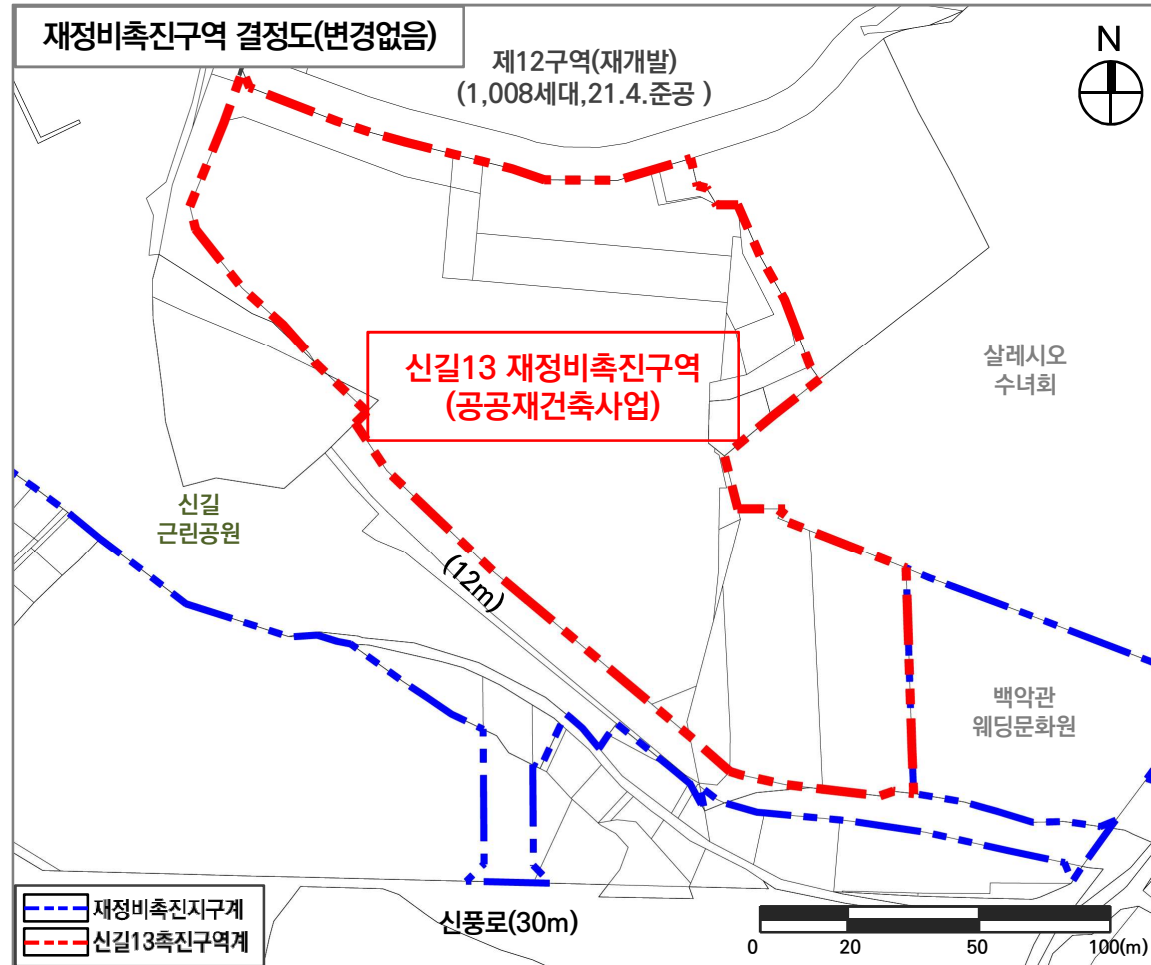 재정비촉진구역 결정도(변경없음)
제12구역(재개발)
(1,008세대,21.4.준공 )
N
신길13 재정비촉진구역
(공공재건축사업)
살레시오
수녀회
신길
근린공원
(12m)
백악관
웨딩문화원
재정비촉진지구계
신길13촉진구역계
신풍로(30m)
0 20 50 100(m)